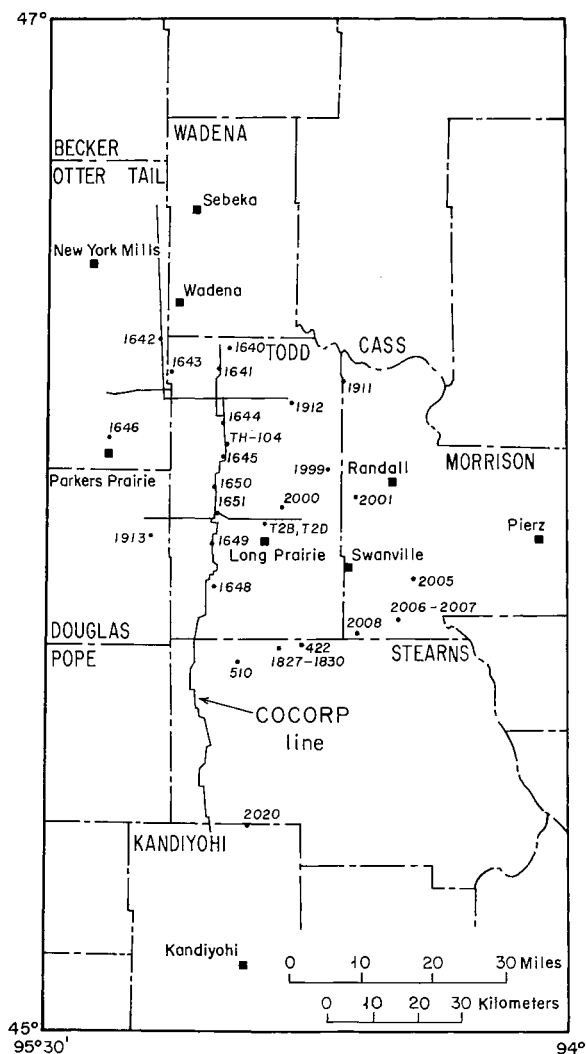 47°
WADENA
BECKER
OTTER TAIL
Sebeka
New York Mills
Wadena
1642
1640
TODD
CASS
1643
1641
1911
1912
1644
1646
TH-104
1645
1999
Randall
MORRISON
Parkers Prairie
1650
2000
2001
1651
T2B, T2D
Pierz
1913
1649
Long Prairie
Swanville
2005
1648
2006-2007
2008
DOUGLAS
422
STEARNS
POPE
1827-1830
510
COCORP
line
2020
KANDIYOHI
Kandiyohi
0 10 20 30 Miles
0 10 20 30 Kilometers
45°
95°30'
94°